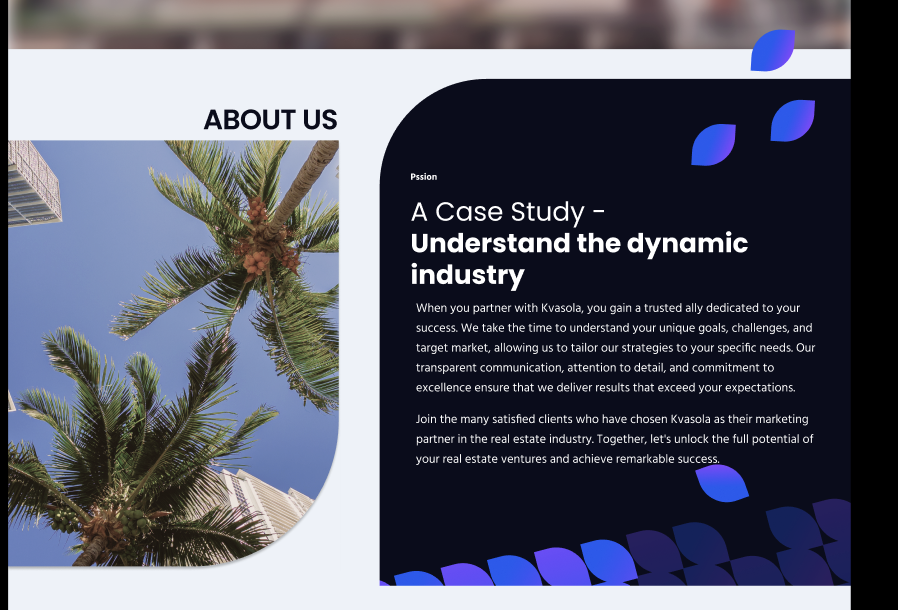 ABOUT US
Pssion
A Case Study -
Understand the dynamic
industry
When you partner with Kvasola, you gain a trusted ally dedicated to your
success. We take the time to understand your unique goals, challenges, and
target market, allowing us to tailor our strategies to your specific needs. Our
transparent communication, attention to detail, and commitment to
excellence ensure that we deliver results that exceed your expectations.
Join the many satisfied clients who have chosen Kvasola as their marketing
partner in the real estate industry. Together, let's unlock the full potential of
your real estate ventures and achieve remarkable success.